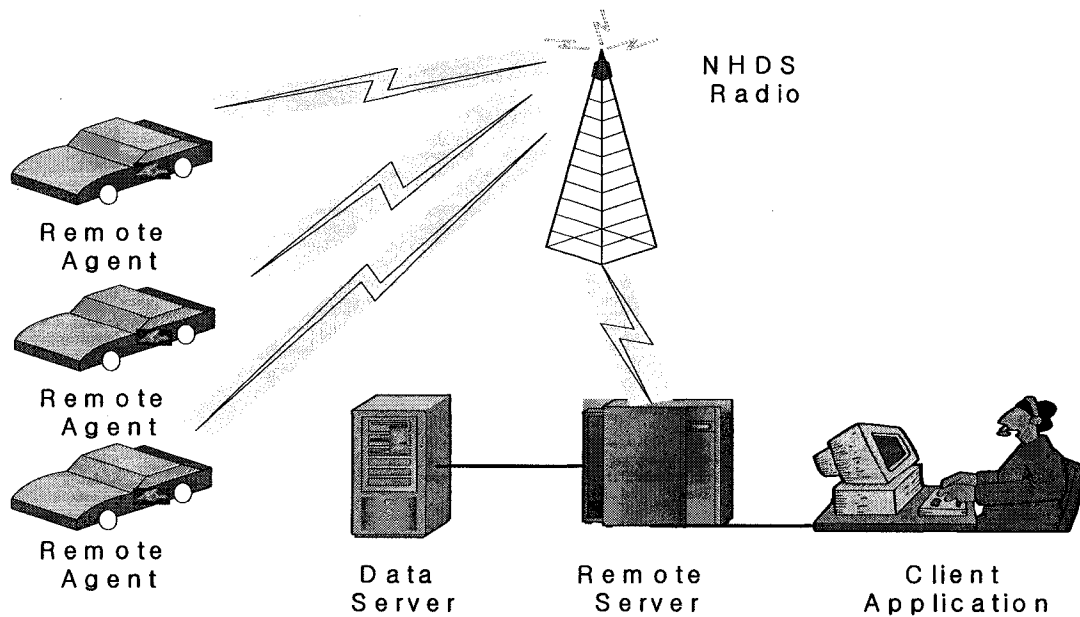 NHDS
Radio
Remote
Agent
Remote
Agent
Remote
Agent
Data
Server
Remote
Server
Client
Application